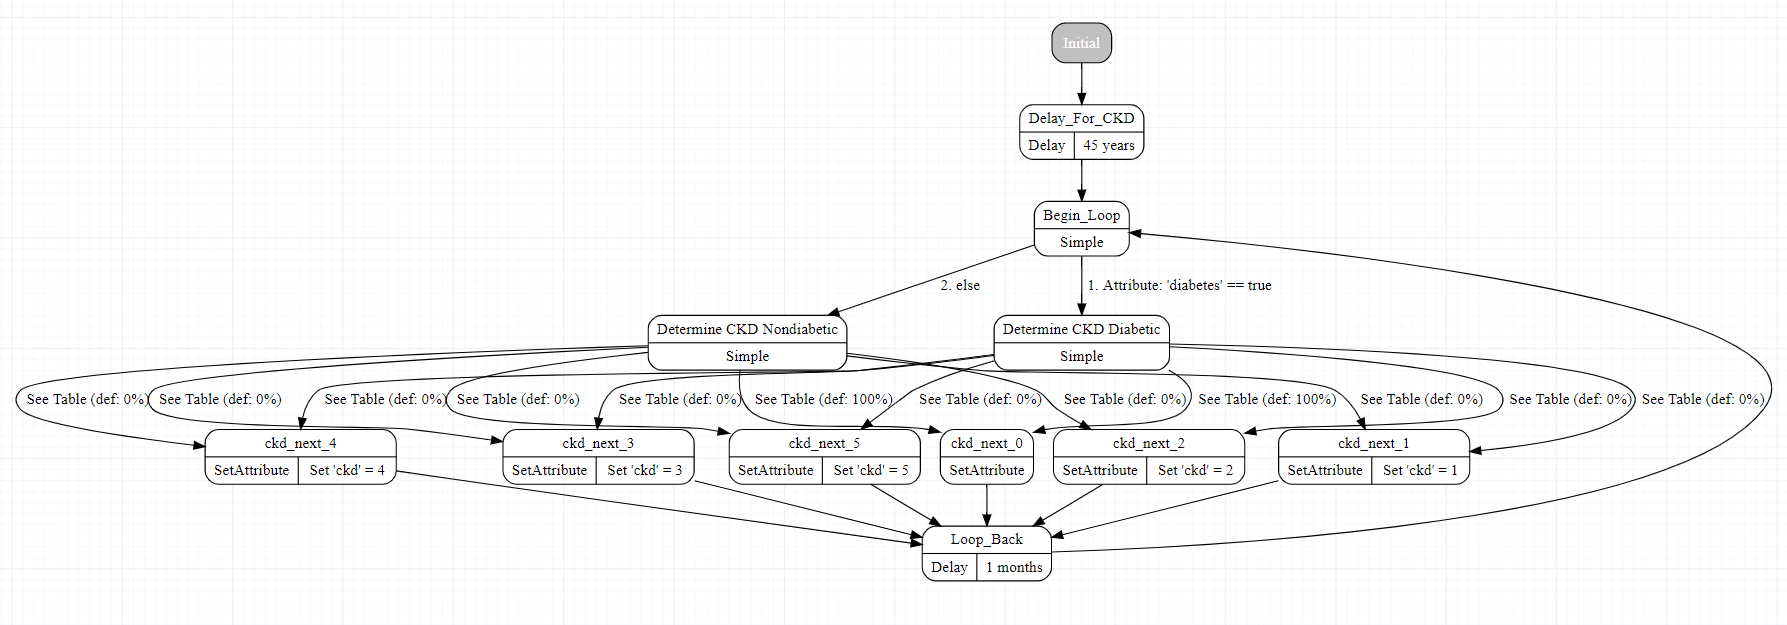 Initial
Delay_For_CKD
Delay 45 years
Begin_Loop
Simple
2. else 1. Attribute: 'diabetes' == true
Determine CKD Nondiabetic Determine CKD Diabetic
Simple Simple
See Table (def: 0%) See Table (def: 0%) See Table (def: 0%) See Table (def: 0%) See Table (def: 0%) See Table (def: 100%) See Table (def: 0%) See Table (def: 0%) See Table (def: 100%) See Table (def: 0%) See Table (def: 0%) See Table (def: 0%)
ckd_next_4 ckd_next_3 ckd_next_5 ckd_next_0 ckd_next_2 ckd_next_1
SetAttribute Set 'ckd' = 4 SetAttribute Set 'ckd' = 3 SetAttribute Set 'ckd' = 5 SetAttribute SetAttribute Set 'ckd' = 2 SetAttribute Set 'ckd' = 1
Loop_Back
Delay 1 months